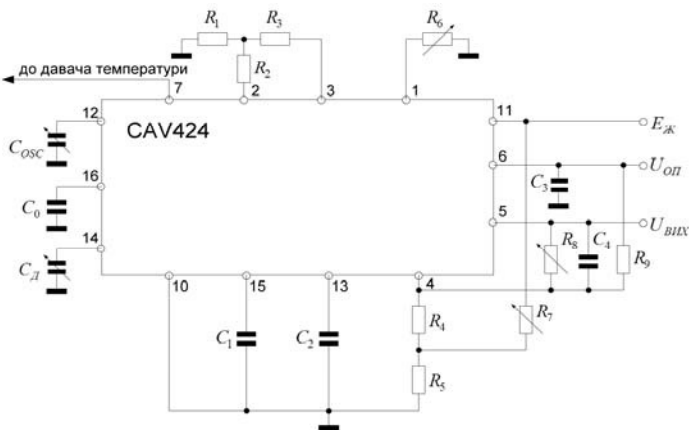 R1 R3 R6
R2
до давача температури
7 2 3 1
12 11
CAV424
COSC EЖ
16 6
UОП
C0 C3
5
UВИХ
14
R8 C4 R9
CД
10 15 13 4
R4 R7
C1 C2
R5